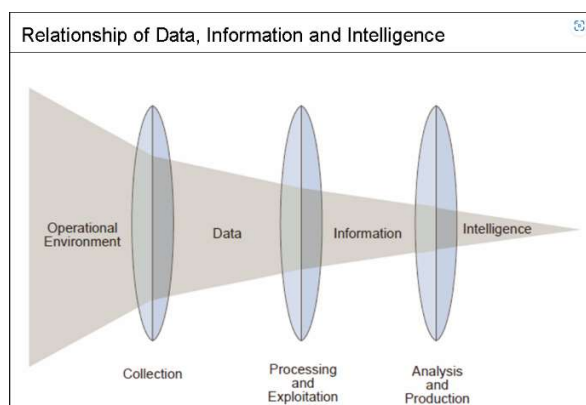 Relationship of Data, Information and Intelligence
Operational
Environment
Data
Information
Intelligence
Collection
Processing
and
Exploitation
Analysis
and
Production